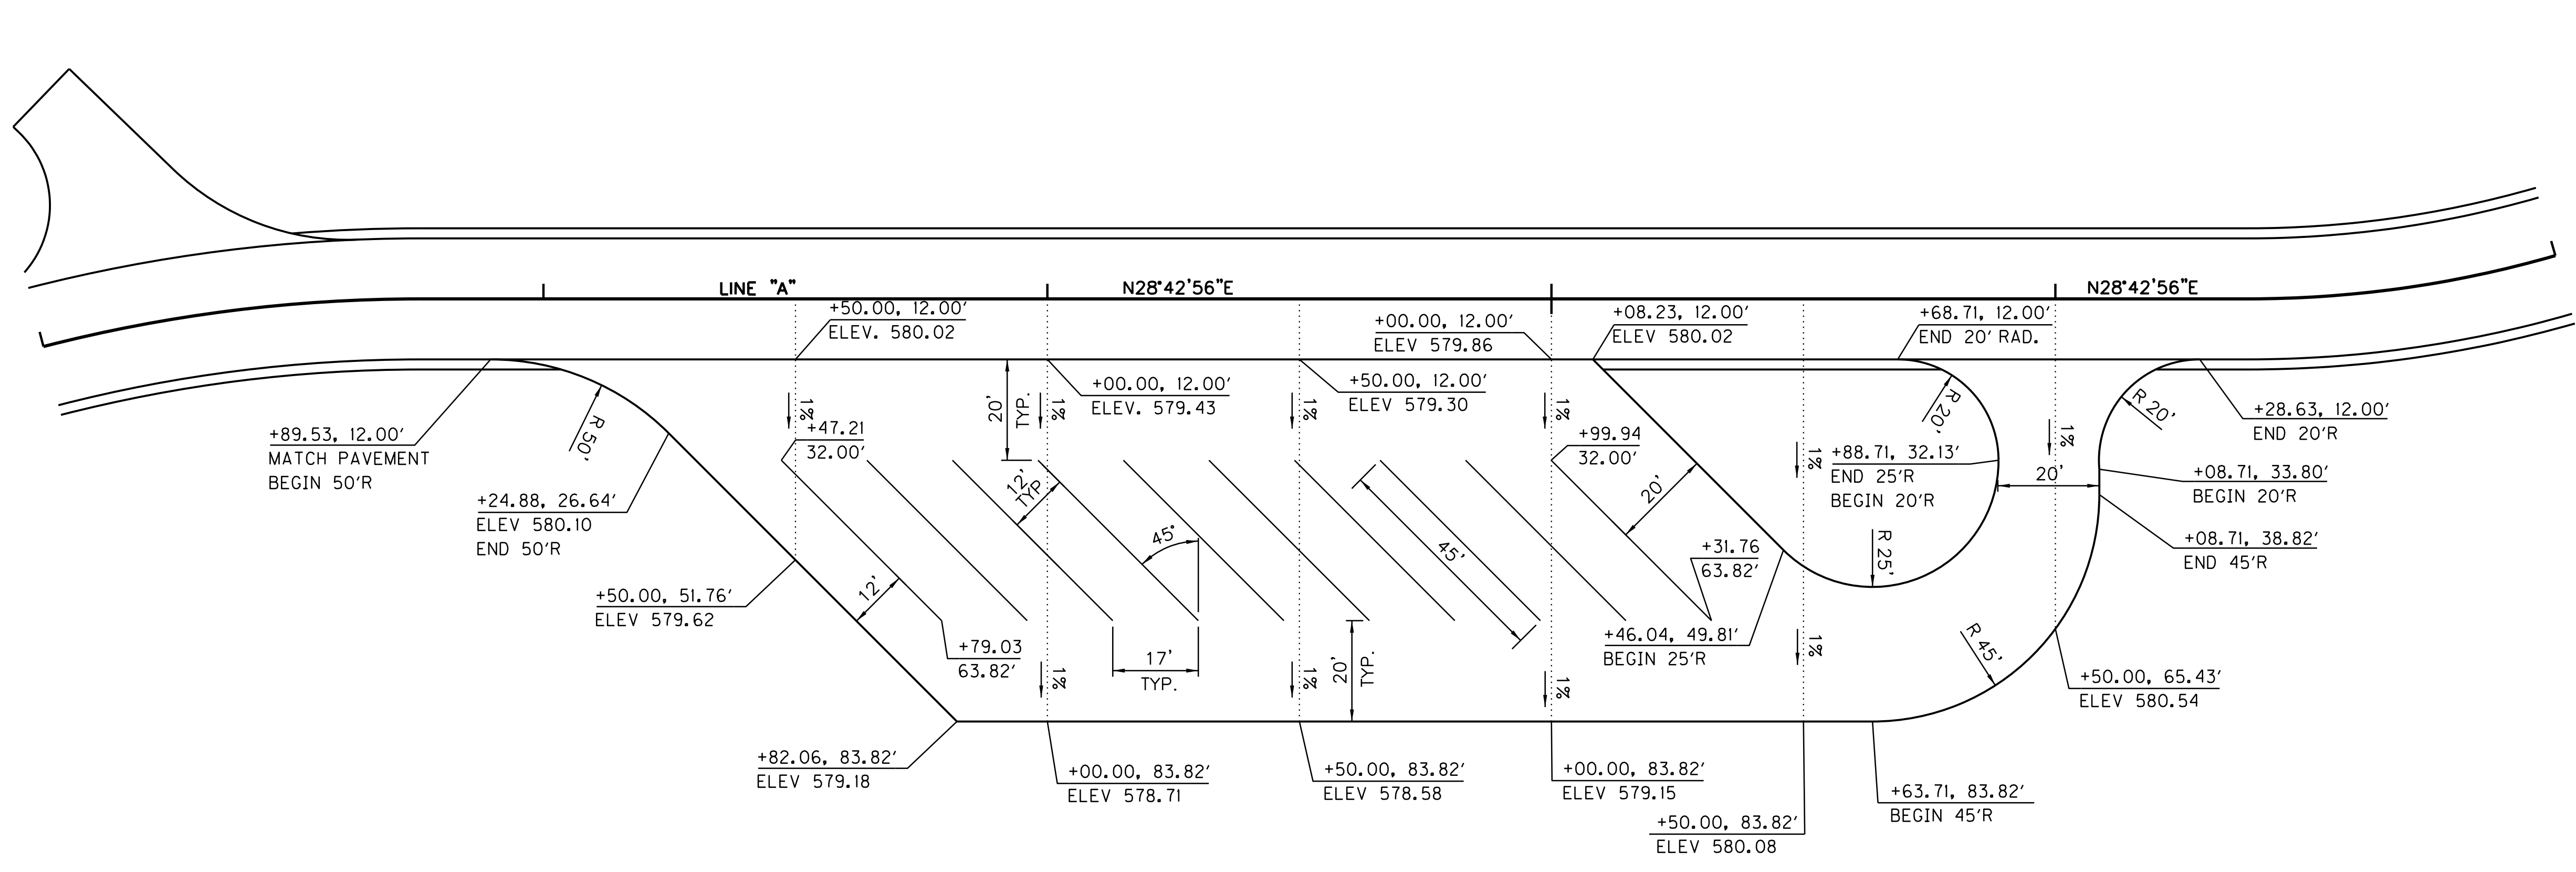 LINE "A"
N28°42'56"E
N28°42'56"E
+50.00, 12.00'
ELEV. 580.02
+00.00, 12.00'
ELEV 579.86
+08.23, 12.00'
ELEV 580.02
+68.71, 12.00'
END 20' RAD.
+00.00, 12.00'
ELEV. 579.43
+50.00, 12.00'
ELEV 579.30
20'
TYP.
1%
1%
1%
1%
1%
1%
R 50'
R 20'
R 20'
+89.53, 12.00'
MATCH PAVEMENT
BEGIN 50'R
+47.21
32.00'
+99.94
32.00'
+28.63, 12.00'
END 20'R
+88.71, 32.13'
END 25'R
BEGIN 20'R
20'
+08.71, 33.80'
BEGIN 20'R
+24.88, 26.64'
ELEV 580.10
END 50'R
12'
TYP
45°
45'
20'
R 25'
+08.71, 38.82'
END 45'R
+31.76
63.82'
+50.00, 51.76'
ELEV 579.62
12'
+79.03
63.82'
17'
TYP.
20'
TYP.
+46.04, 49.81'
BEGIN 25'R
R 45'
1%
1%
1%
1%
+50.00, 65.43'
ELEV 580.54
+82.06, 83.82'
ELEV 579.18
+00.00, 83.82'
ELEV 578.71
+50.00, 83.82'
ELEV 578.58
+00.00, 83.82'
ELEV 579.15
+63.71, 83.82'
BEGIN 45'R
+50.00, 83.82'
ELEV 580.08